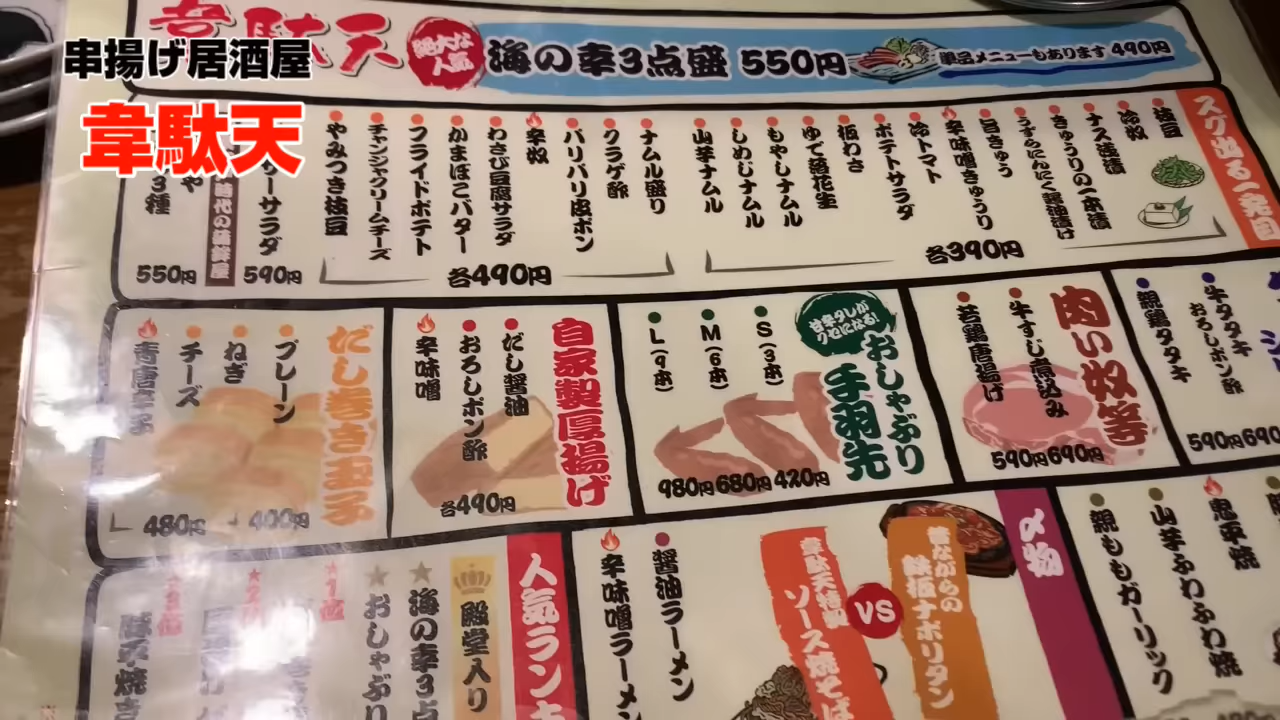 串揚げ居酒屋
韋駄天
韋駄天
絶大な
人気
海の幸3点盛 550円
単品メニューもあります 490円
スグ出る一発目
枝豆
冷奴
ナス浅漬
きゅうりの一本漬
うずらにんにく醤油漬け
旨きゅう
辛味噌きゅうり
冷トマト
ポテトサラダ
板わさ
ゆで落花生
もやしナムル
しめじナムル
山芋ナムル
各390円
ナムル盛り
クラゲ酢
パリパリ皮ポン
辛奴
わさび豆腐サラダ
かまぼこバター
フライドポテト
チャンジャクリームチーズ
やみつき枝豆
各490円
ーサラダ
590円
3種
550円
だし巻き玉子
プレーン
ねぎ
チーズ
青唐辛子
400円
480円
自家製厚揚げ
だし醤油
おろしポン酢
辛味噌
各490円
おしゃぶり
手羽先
甘辛タレが
クセになる!
S(3本)
M(6本)
L(9本)
980円 680円 420円
肉い奴等
牛すじ煮込み
若鶏唐揚げ
590円 690円
牛タタキ
おろしポン酢
親鶏タタキ
590円 690
人気ラン
殿堂入り
海の幸3点
おしゃぶり
〆物
昔ながらの
鉄板ナポリタン
VS
韋駄天特製
ソース焼そば
醤油ラーメン
辛味噌ラーメン
鬼平焼
山芋ふわふわ焼
親ももガーリック